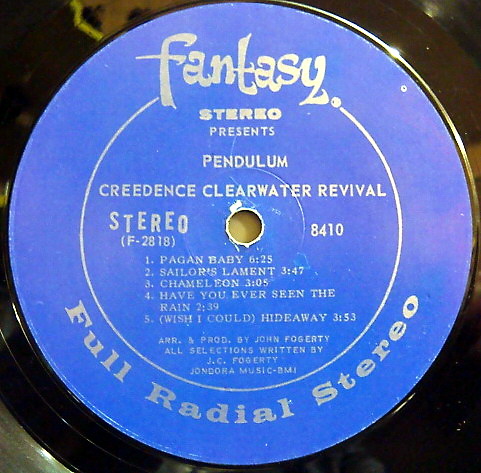 fantasy.
STEREO
PRESENTS
PENDULUM
CREEDENCE CLEARWATER REVIVAL
STEREO
(F-2818)
8410
1. PAGAN BABY 6:25
2. SAILOR'S LAMENT 3:47
3. CHAMELEON 3:05
4. HAVE YOU EVER SEEN THE
RAIN 2:39
5. (WISH I COULD) HIDEAWAY 3:53
ARR. & PROD. BY JOHN FOGERTY
ALL SELECTIONS WRITTEN BY
J.C. FOGERTY
JONDORA MUSIC-BMI
Full Radial Stereo